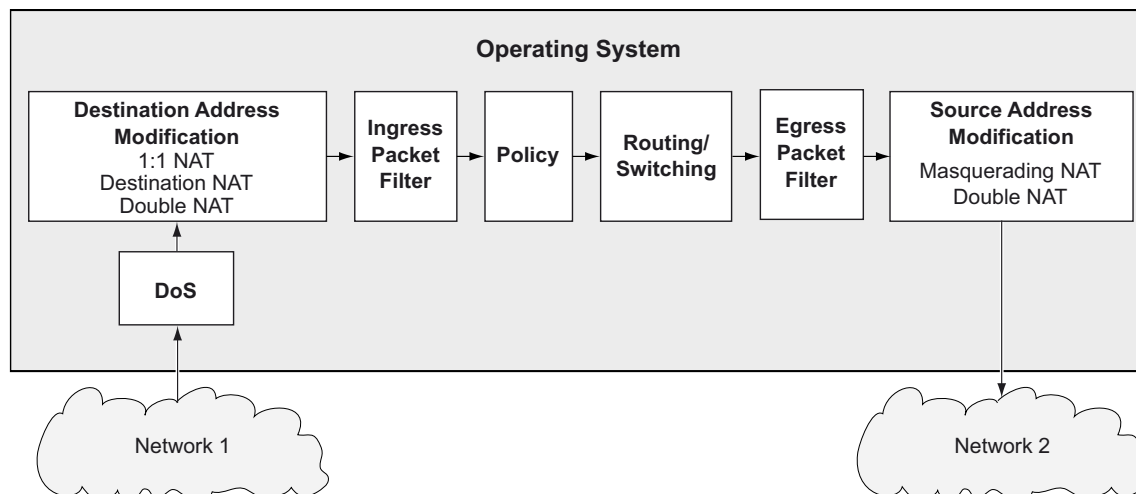 Operating System
Destination Address
Modification
1:1 NAT
Destination NAT
Double NAT
Ingress
Packet
Filter
Policy
Routing/
Switching
Egress
Packet
Filter
Source Address
Modification
Masquerading NAT
Double NAT
DoS
Network 1
Network 2